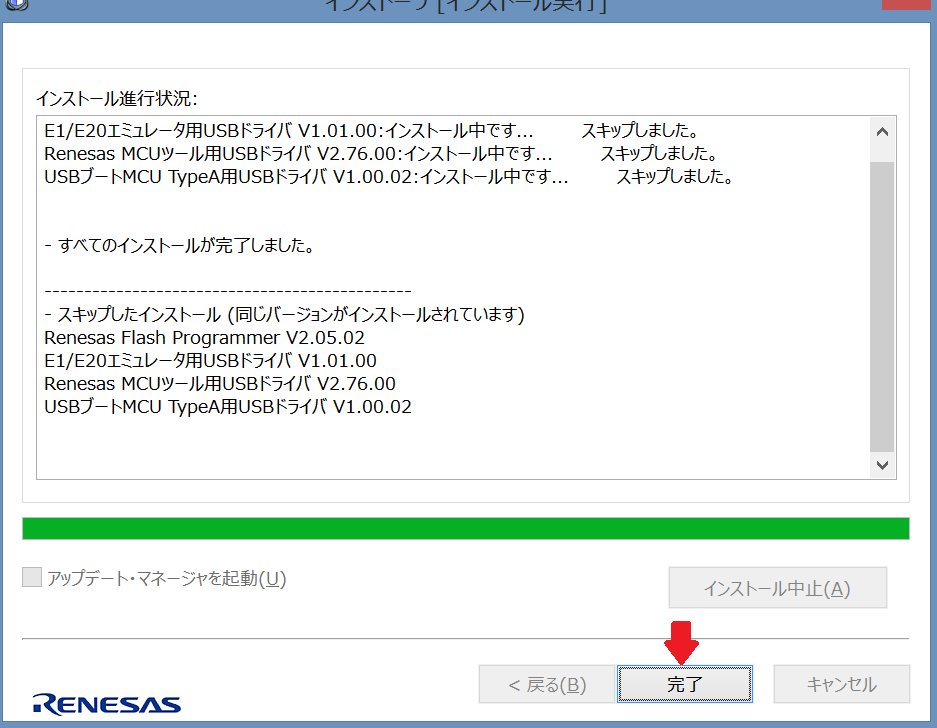 インストーラ [インストール実行]
インストール進行状況:
E1/E20エミュレータ用USBドライバ V1.01.00:インストール中です... スキップしました。
Renesas MCUツール用USBドライバ V2.76.00:インストール中です... スキップしました。
USBブートMCU TypeA用USBドライバ V1.00.02:インストール中です... スキップしました。
- すべてのインストールが完了しました。
----------------------------------------------
- スキップしたインストール (同じバージョンがインストールされています)
Renesas Flash Programmer V2.05.02
E1/E20エミュレータ用USBドライバ V1.01.00
Renesas MCUツール用USBドライバ V2.76.00
USBブートMCU TypeA用USBドライバ V1.00.02
アップデート・マネージャを起動(U)
インストール中止(A)
< 戻る(B)
完了
キャンセル
RENESAS